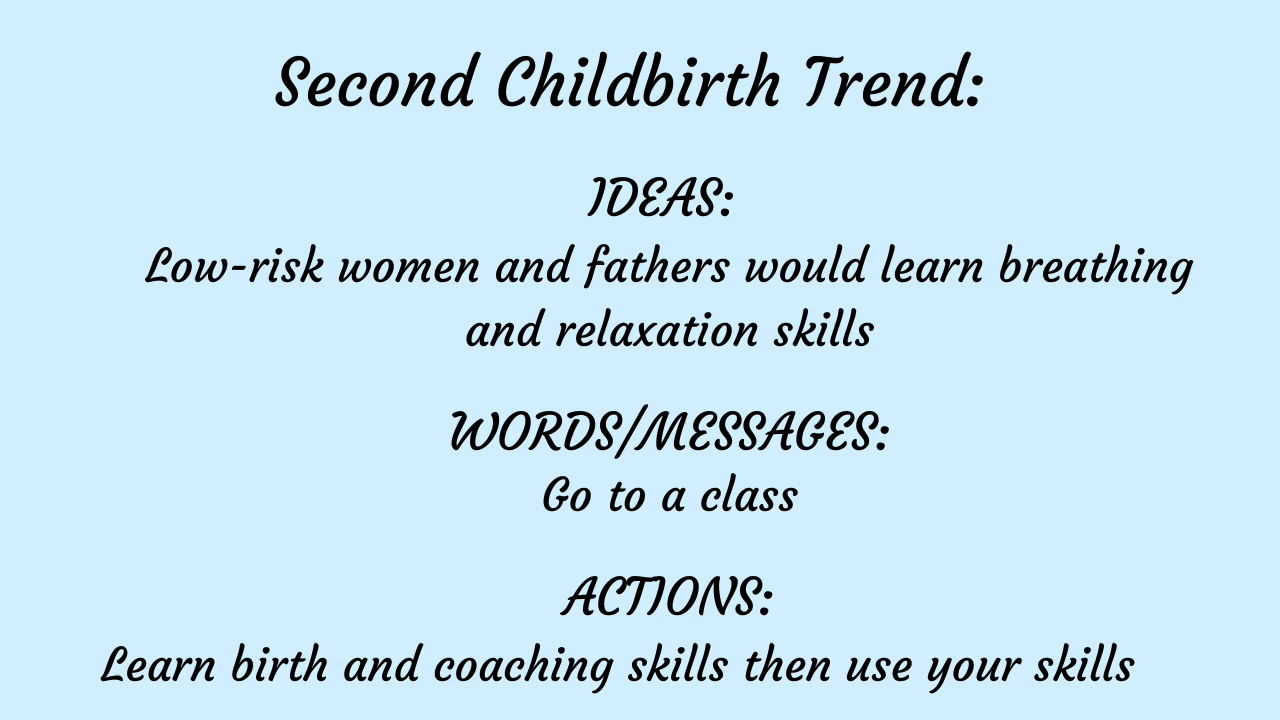 Second Childbirth Trend:
IDEAS:
Low-risk women and fathers would learn breathing
and relaxation skills
WORDS/MESSAGES:
Go to a class
ACTIONS:
Learn birth and coaching skills then use your skills